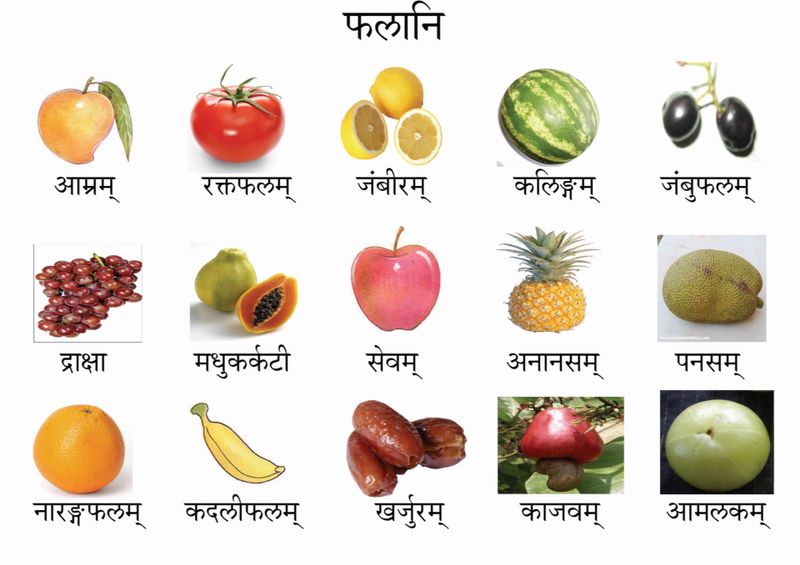 फलानि
आम्रम् रक्तफलम् जंबीरम् कलिङ्गम् जंबुफलम्
द्राक्षा मधुकर्कटी सेवम् अनानसम् पनसम्
नारङ्गफलम् कदलीफलम् खर्जुरम् काजवम् आमलकम्